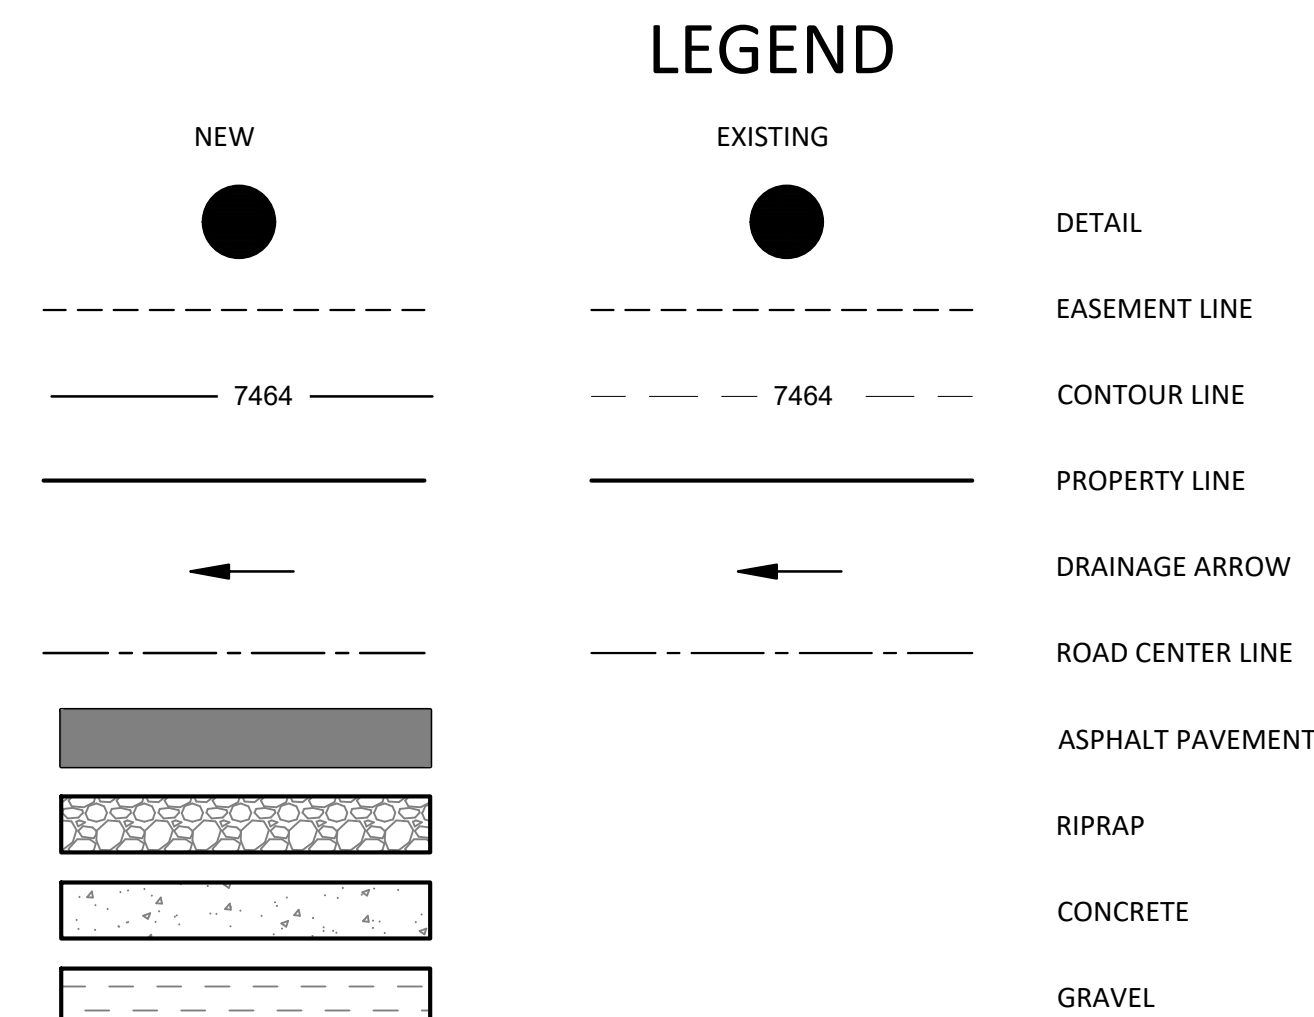 LEGEND
NEW EXISTING
DETAIL
EASEMENT LINE
7464 7464 CONTOUR LINE
PROPERTY LINE
DRAINAGE ARROW
ROAD CENTER LINE
ASPHALT PAVEMENT
RIPRAP
CONCRETE
GRAVEL